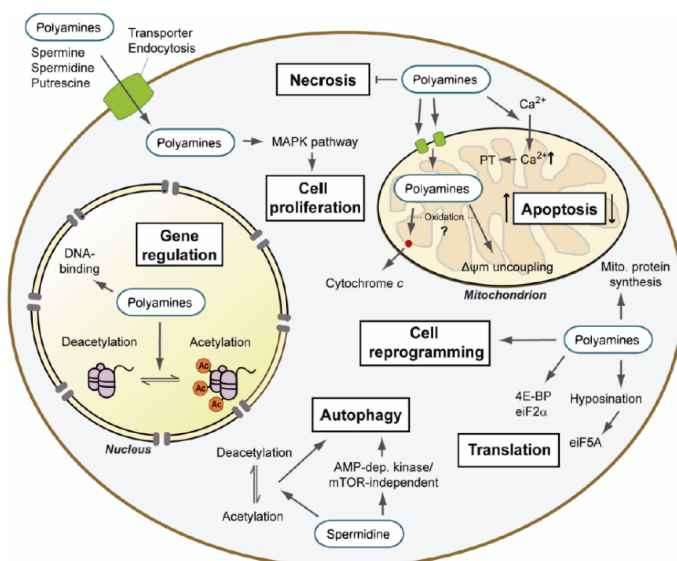 Polyamines
Spermine
Spermidine
Putrescine
Transporter
Endocytosis
Polyamines
MAPK pathway
Cell
proliferation
Necrosis
Polyamines
Ca2+
PT
Ca2+
Polyamines
Oxidation
?
Apoptosis
Cytochrome c
Δψm uncoupling
Mitochondrion
Gene
regulation
DNA-
binding
Polyamines
Deacetylation
Acetylation
Ac
Ac
Ac
Nucleus
Mito. protein
synthesis
Cell
reprogramming
Polyamines
4E-BP
eiF2α
Hyposination
eiF5A
Translation
Autophagy
Deacetylation
Acetylation
AMP-dep. kinase/
mTOR-independent
Spermidine